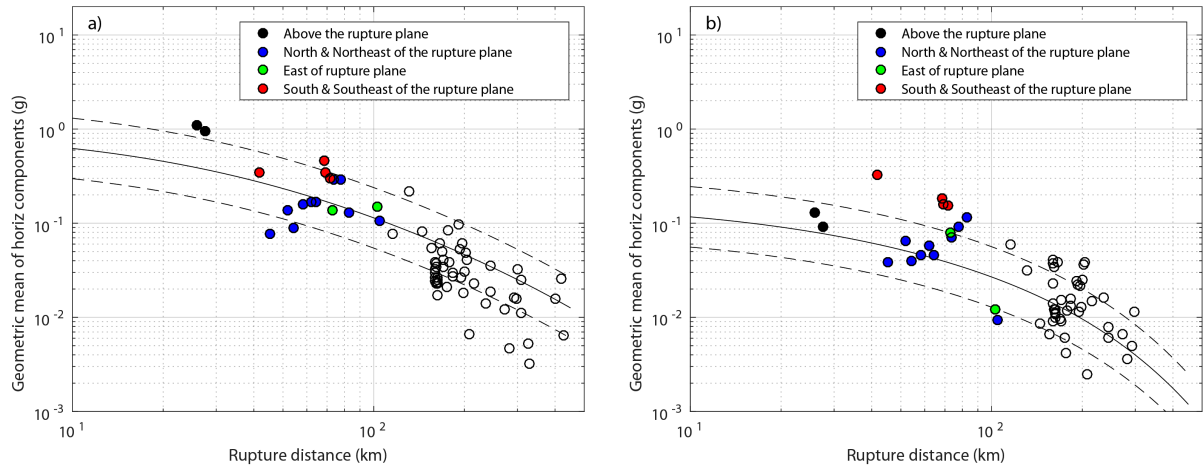 a)
Above the rupture plane
North & Northeast of the rupture plane
East of rupture plane
South & Southeast of the rupture plane
Geometric mean of horiz components (g)
10 1
10 0
10 -1
10 -2
10 -3
10 1
10 2
Rupture distance (km)
b)
Above the rupture plane
North & Northeast of the rupture plane
East of rupture plane
South & Southeast of the rupture plane
Geometric mean of horiz components (g)
10 1
10 0
10 -1
10 -2
10 -3
10 1
10 2
Rupture distance (km)